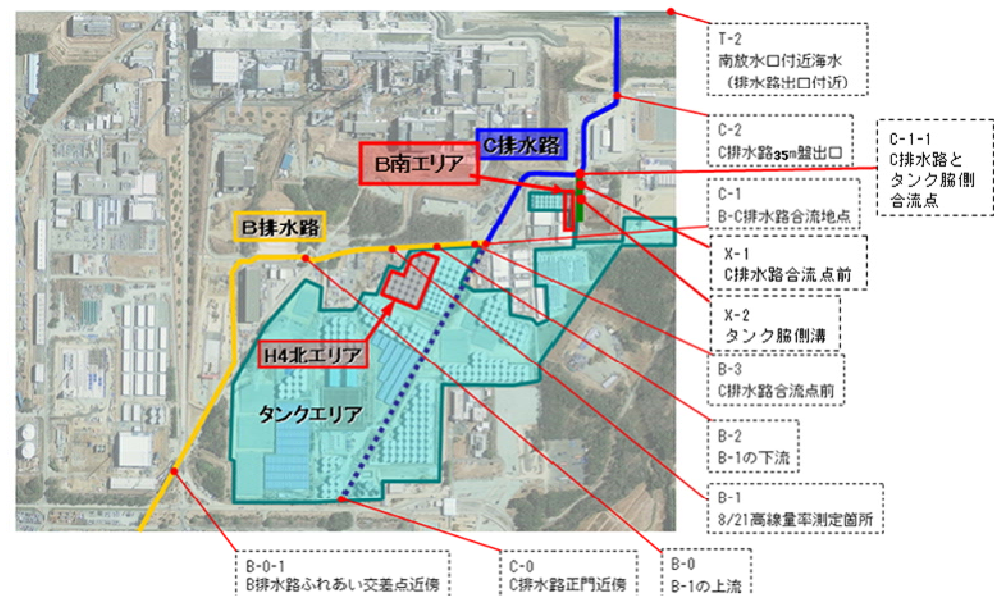 T-2
南放水口付近海水
（排水路出口付近）
C-2
C排水路35m盤出口
C-1-1
C排水路と
タンク脇側
合流点
C-1
B-C排水路合流地点
X-1
C排水路合流点前
X-2
タンク脇側溝
B-3
C排水路合流点前
B-2
B-1の下流
B-1
8/21高線量率測定箇所
B-0
B-1の上流
C-0
C排水路正門近傍
B-0-1
B排水路ふれあい交差点近傍
C排水路
B南エリア
B排水路
H4北エリア
タンクエリア